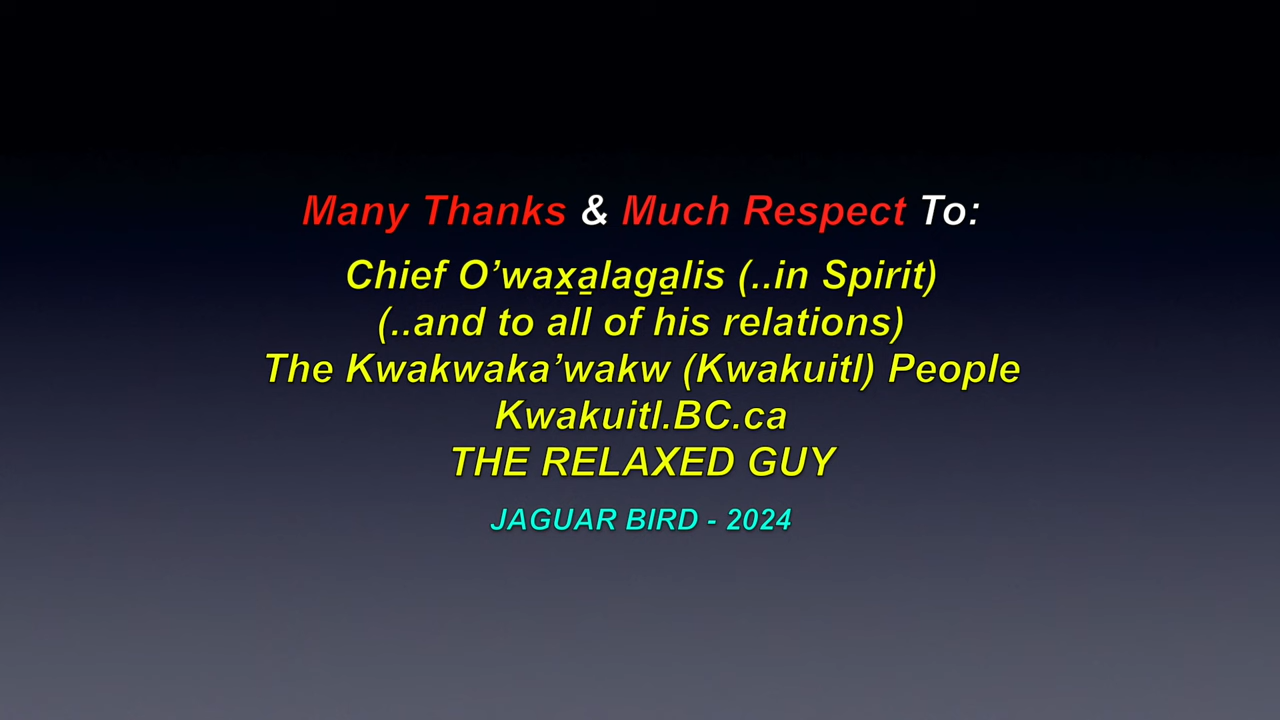 Many Thanks & Much Respect To:
Chief O’wax̱a̱laga̱lis (..in Spirit)
(..and to all of his relations)
The Kwakwaka’wakw (Kwakuitl) People
Kwakuitl.BC.ca
THE RELAXED GUY
JAGUAR BIRD - 2024